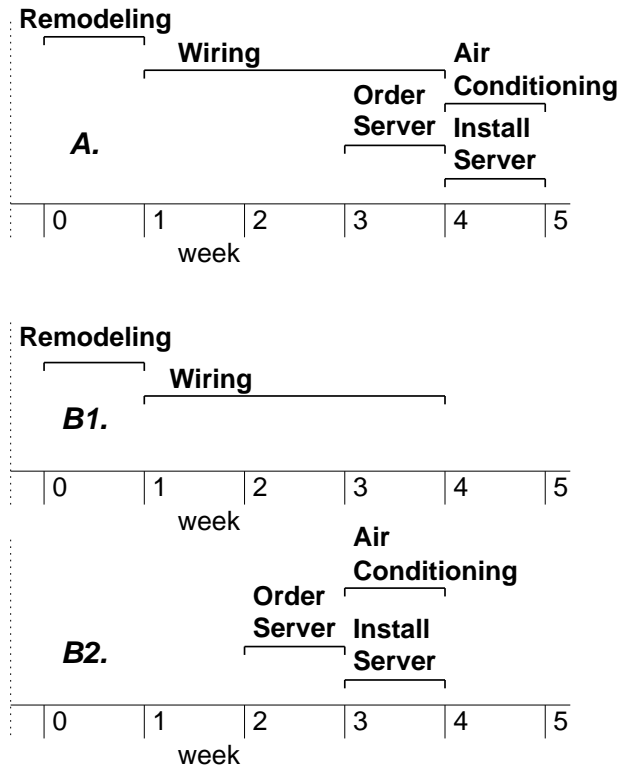 Remodeling
Wiring
Air
Conditioning
Order
Server
Install
Server
A.
0 1 2 3 4 5
week
Remodeling
Wiring
B1.
0 1 2 3 4 5
week
Air
Conditioning
Order
Server
Install
Server
B2.
0 1 2 3 4 5
week